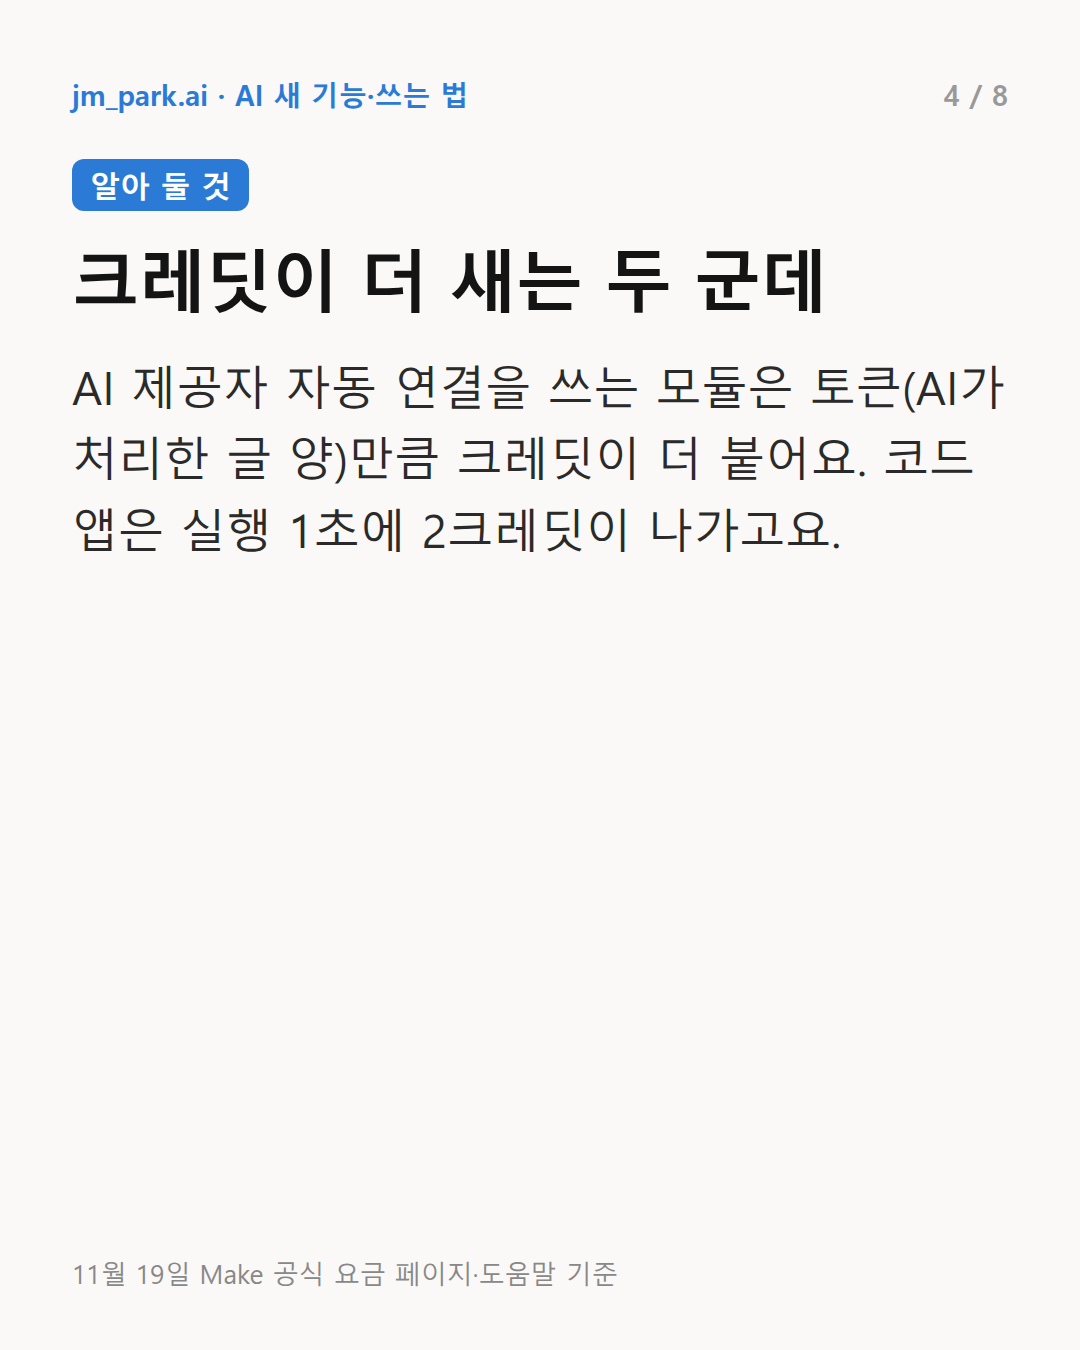 jm_park.ai · AI 새 기능·쓰는 법
4 / 8
알아 둘 것
크레딧이 더 새는 두 군데
AI 제공자 자동 연결을 쓰는 모듈은 토큰(AI가
처리한 글 양)만큼 크레딧이 더 붙어요. 코드
앱은 실행 1초에 2크레딧이 나가고요.
11월 19일 Make 공식 요금 페이지·도움말 기준